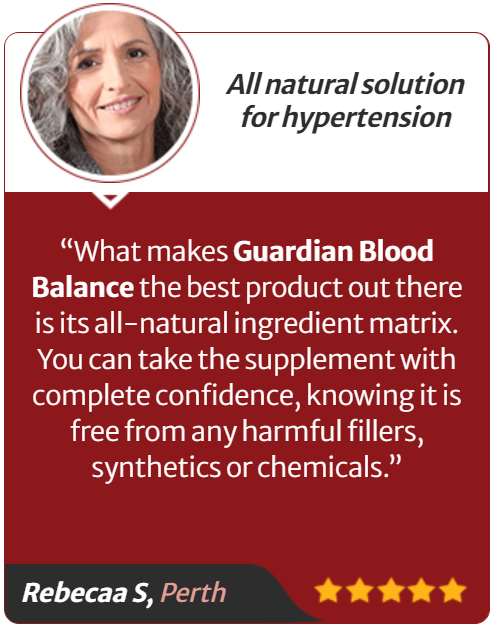 All natural solution
for hypertension
“What makes Guardian Blood
Balance the best product out there
is its all-natural ingredient matrix.
You can take the supplement with
complete confidence, knowing it is
free from any harmful fillers,
synthetics or chemicals.”
Rebecaa S, Perth